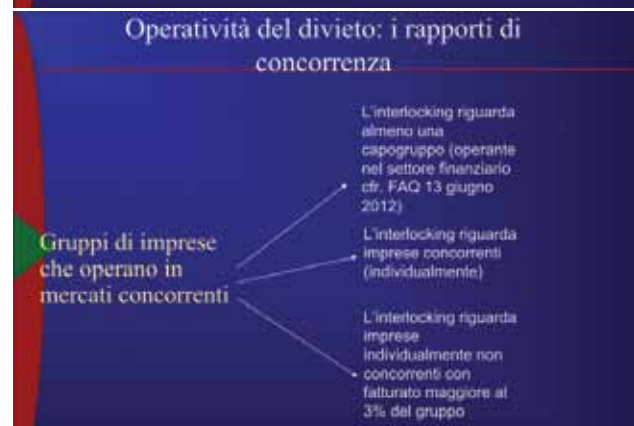 Operatività del divieto: i rapporti di
concorrenza
L'interlocking riguarda
almeno una
capogruppo (operante
nel settore finanziario
cfr. FAQ 13 giugno
2012)
Gruppi di imprese
che operano in
mercati concorrenti
L'interlocking riguarda
imprese concorrenti
(individualmente)
L'interlocking riguarda
imprese
individualmente non
concorrenti con
fatturato maggiore al
3% del gruppo